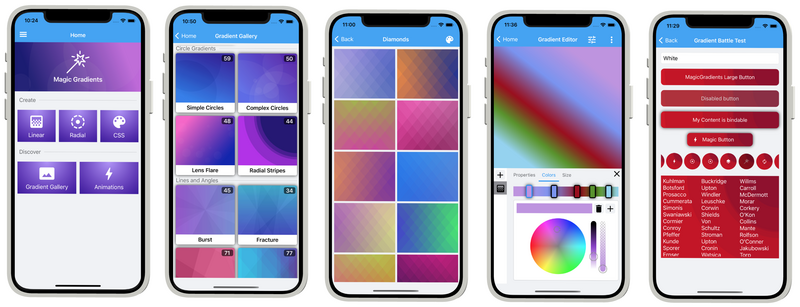 10:24
Home
Magic Gradients
Create
Linear
Radial
CSS
Discover
Gradient Gallery
Animations
10:50
Home
Gradient Gallery
Circle Gradients
59
50
Simple Circles
Complex Circles
48
44
Lens Flare
Radial Stripes
Lines and Angles
45
34
Burst
Fracture
71
77
11:00
Back
Diamonds
11:36
Home
Gradient Editor
Properties
Colors
Size
11:29
Back
Gradient Battle Test
White
MagicGradients Large Button
Disabled button
My Content is bindable
Magic Button
Kuhlman Buckridge Willms
Botsford Upton Carroll
Prosacco Windler McDermott
Cummerata Leuschke Morar
Simonis Corwin Corkery
Swaniawski Shields O'Kon
Cormier Von Collins
Conroy Schultz Mante
Pfeffer Stroman Rolfson
Kunde Upton O'Conner
Sporer Cronin Jakubowski